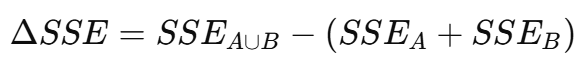 ΔSSE = SSE_{A∪B} − (SSE_A + SSE_B)